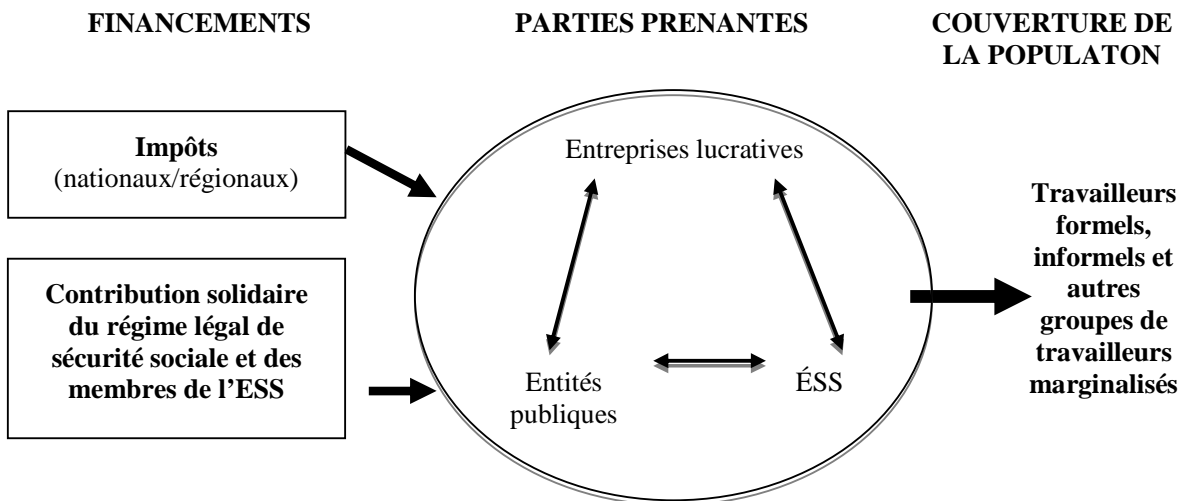 FINANCEMENTS
PARTIES PRENANTES
COUVERTURE DE
LA POPULATON
Impôts
(nationaux/régionaux)
Contribution solidaire
du régime légal de
sécurité sociale et des
membres de l’ESS
Entreprises lucratives
Entités
publiques
ÉSS
Travailleurs
formels,
informels et
autres
groupes de
travailleurs
marginalisés